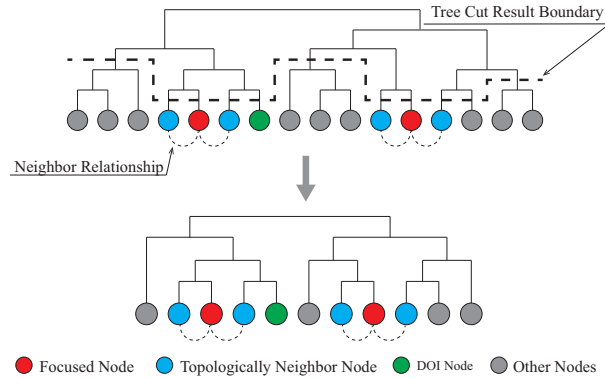 Tree Cut Result Boundary
Neighbor Relationship
Focused Node
Topologically Neighbor Node
DOI Node
Other Nodes